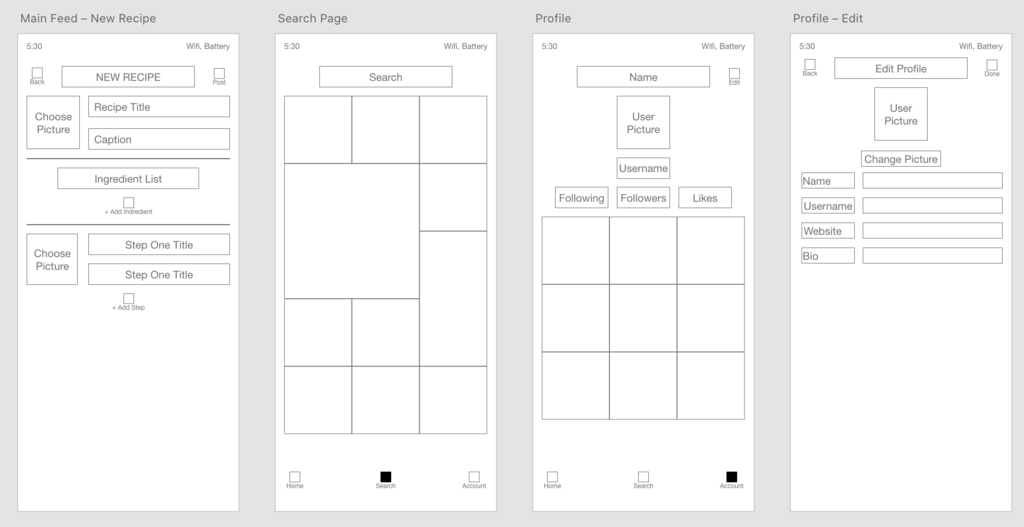 Main Feed – New Recipe
5:30 Wifi, Battery
Back
NEW RECIPE
Post
Choose
Picture
Recipe Title
Caption
Ingredient List
+ Add Inrdedient
Choose
Picture
Step One Title
Step One Title
+ Add Step
Search Page
5:30 Wifi, Battery
Search
Home
Search
Account
Profile
5:30 Wifi, Battery
Name
Edit
User
Picture
Username
Following
Followers
Likes
Home
Search
Account
Profile – Edit
5:30 Wifi, Battery
Back
Edit Profile
Done
User
Picture
Change Picture
Name
Username
Website
Bio